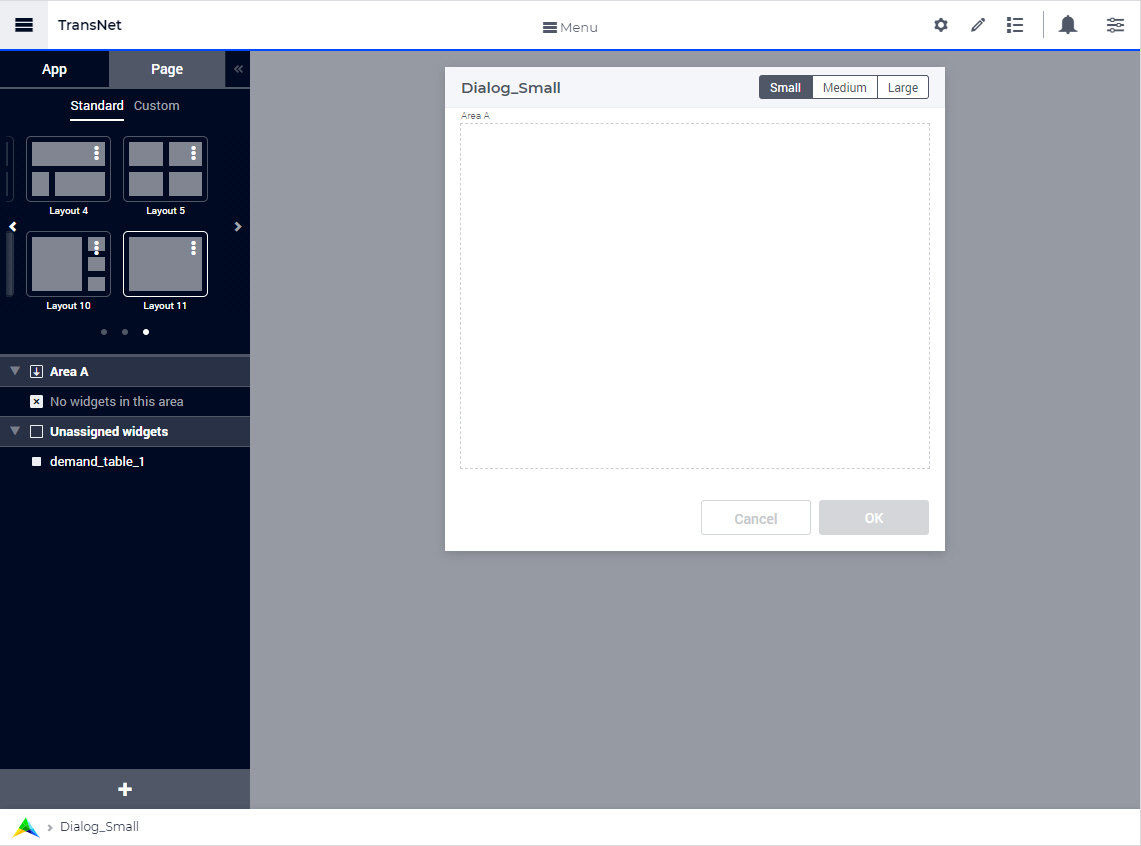 TransNet
Menu
App
Page
Standard
Custom
Layout 4
Layout 5
Layout 10
Layout 11
Area A
No widgets in this area
Unassigned widgets
demand_table_1
Dialog_Small
Small
Medium
Large
Area A
Cancel
OK
Dialog_Small